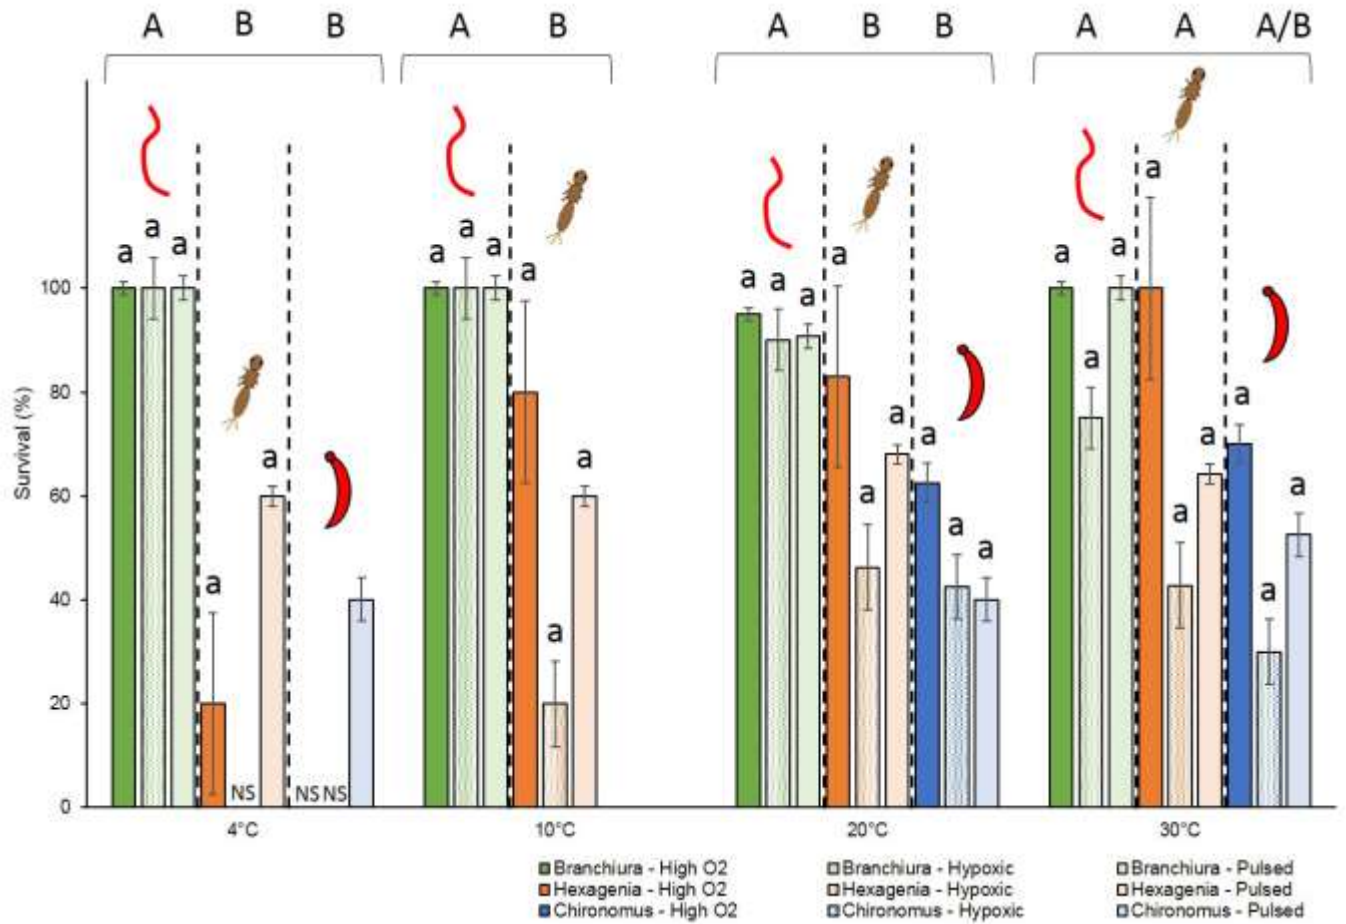 A B B A B A B B A A A/B
a a a a a a a a a a a
a a a a a a a a a a a
a a a a a a a a
NS NS NS
Survival (%)
100
80
60
40
20
0
4°C 10°C 20°C 30°C
Branchiura - High O2 Branchiura - Hypoxic Branchiura - Pulsed
Hexagenia - High O2 Hexagenia - Hypoxic Hexagenia - Pulsed
Chironomus - High O2 Chironomus - Hypoxic Chironomus - Pulsed